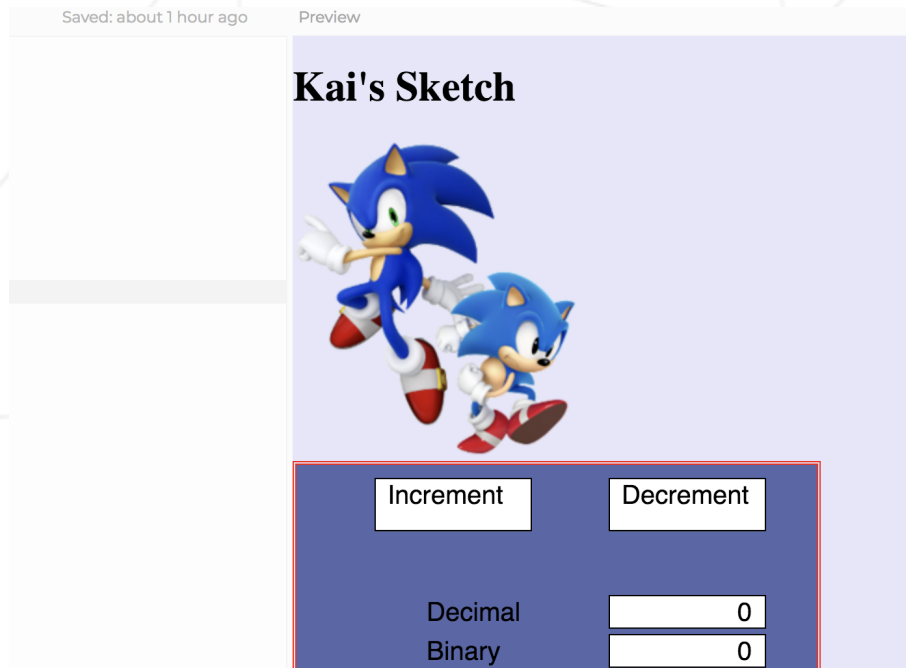 Saved: about 1 hour ago Preview
Kai's Sketch
Increment Decrement
Decimal 0
Binary 0